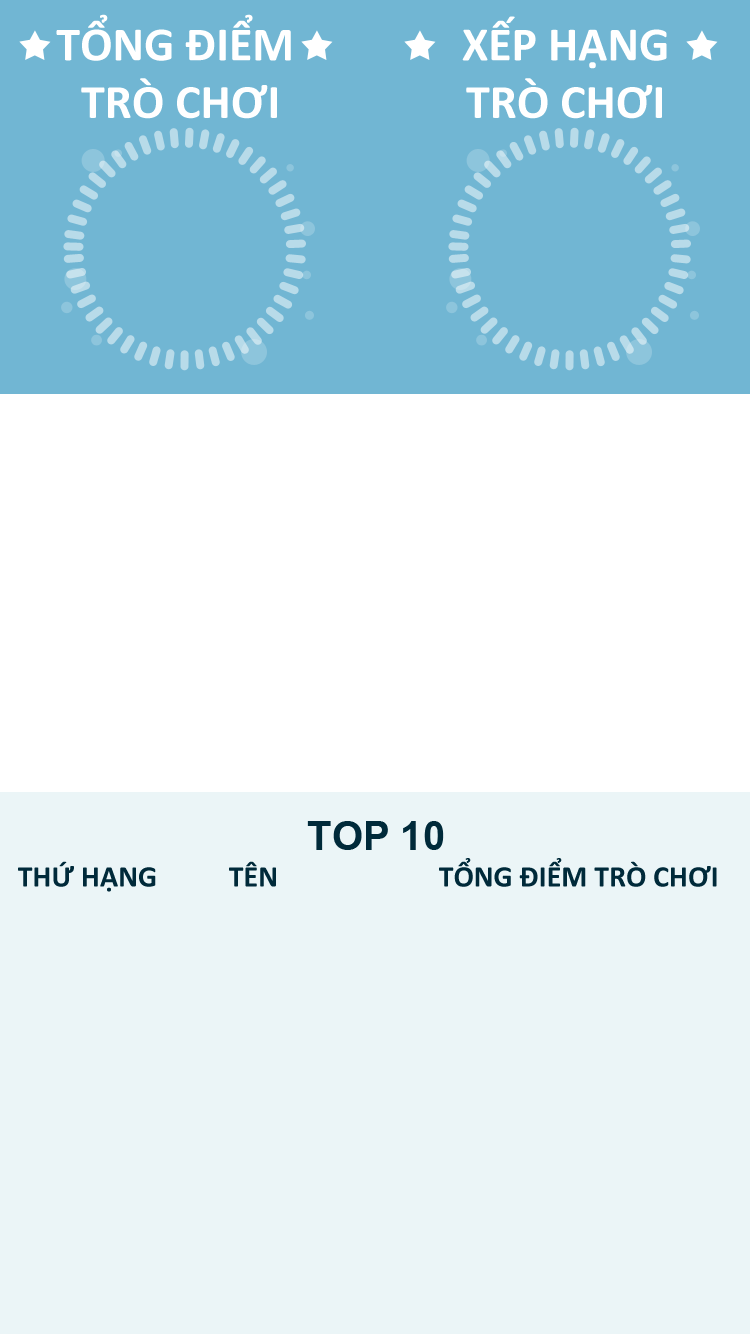 TỔNG ĐIỂM
TRÒ CHƠI
XẾP HẠNG
TRÒ CHƠI
TOP 10
THỨ HẠNG TÊN TỔNG ĐIỂM TRÒ CHƠI